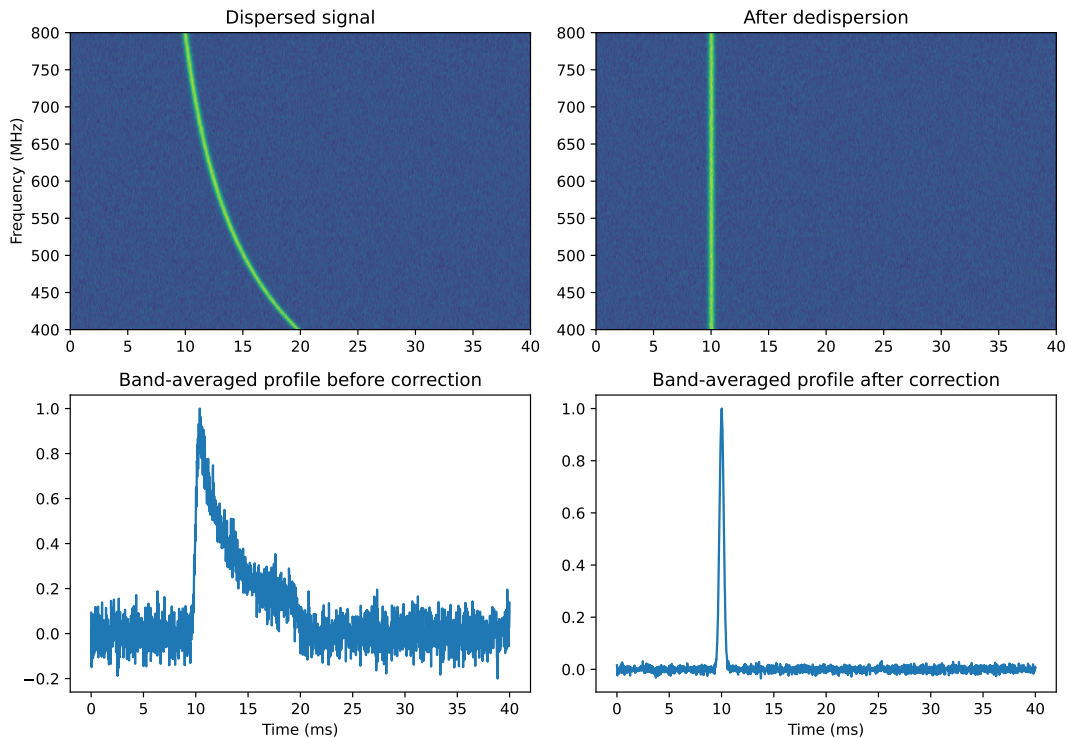 Dispersed signal
After dedispersion
800
750
700
650
600
550
500
450
400
Frequency (MHz)
0 5 10 15 20 25 30 35 40
800
750
700
650
600
550
500
450
400
0 5 10 15 20 25 30 35 40
Band-averaged profile before correction
Band-averaged profile after correction
1.0
0.8
0.6
0.4
0.2
0.0
−0.2
0 5 10 15 20 25 30 35 40
Time (ms)
1.0
0.8
0.6
0.4
0.2
0.0
0 5 10 15 20 25 30 35 40
Time (ms)